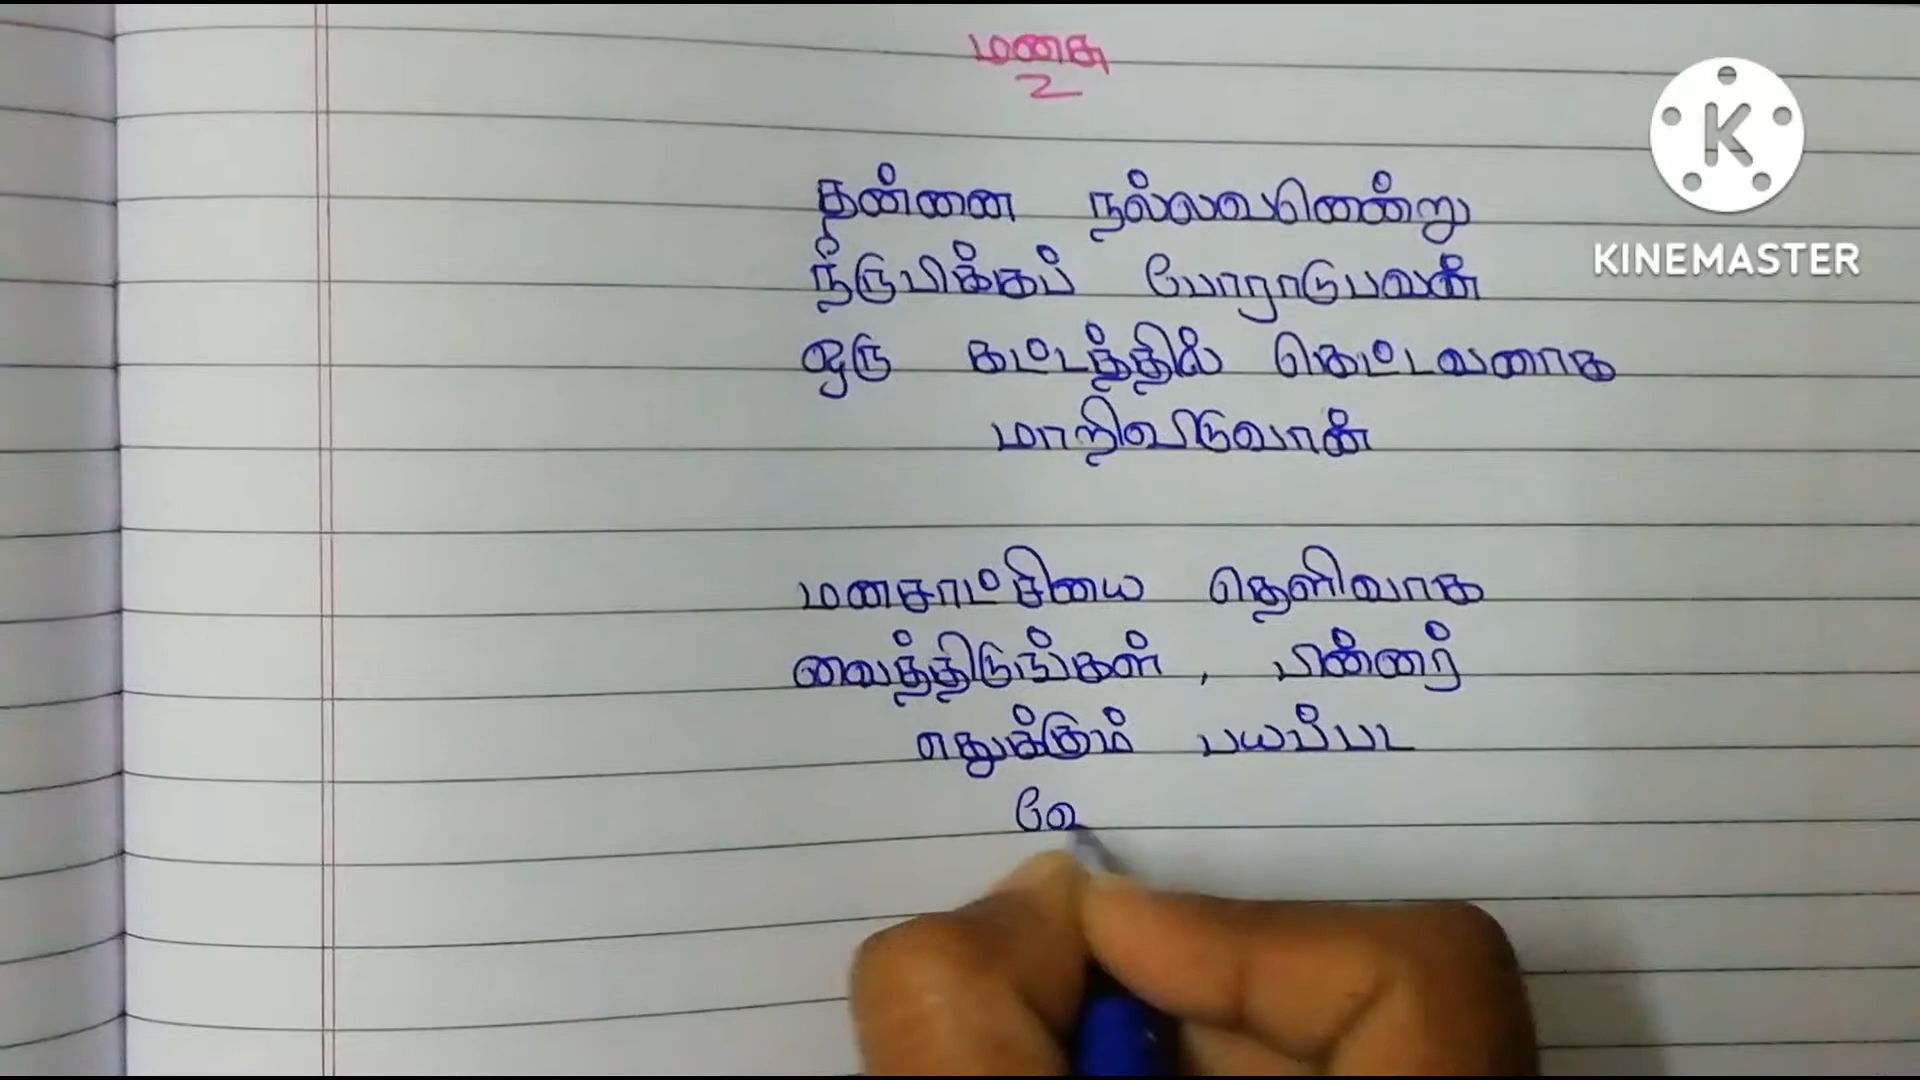 மனசு
தன்னை நல்லவனென்று
நிரூபிக்கப் போராடுபவன்
ஒரு கட்டத்தில் கெட்டவனாக
மாறிவிடுவான்
மனசாட்சியை தெளிவாக
வைத்திடுங்கள் , பின்னர்
எதுக்கும் பயப்பட
வே
KINEMASTER